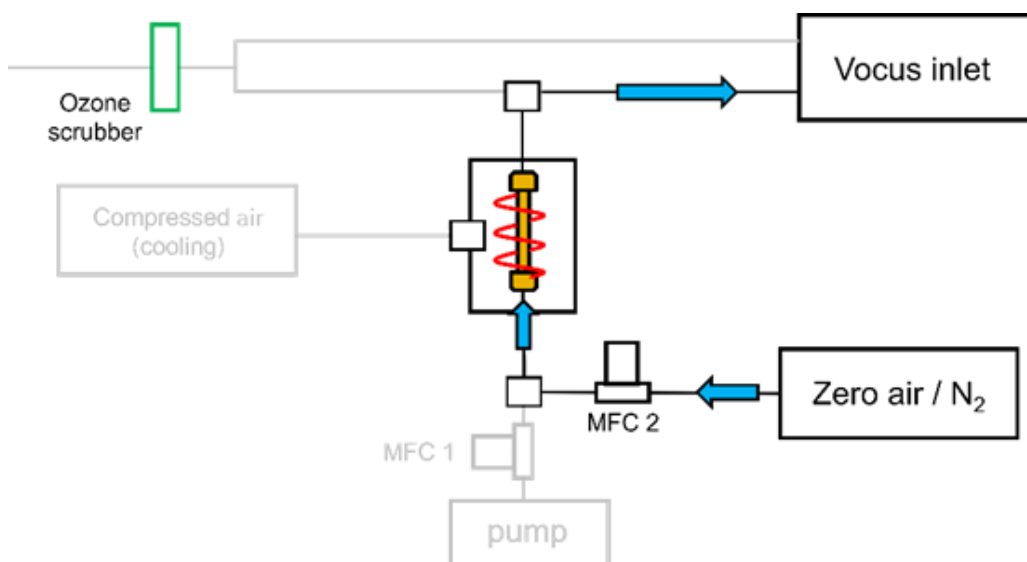 Vocus inlet
Ozone
scrubber
Compressed air
(cooling)
Zero air / N₂
MFC 2
MFC 1
pump